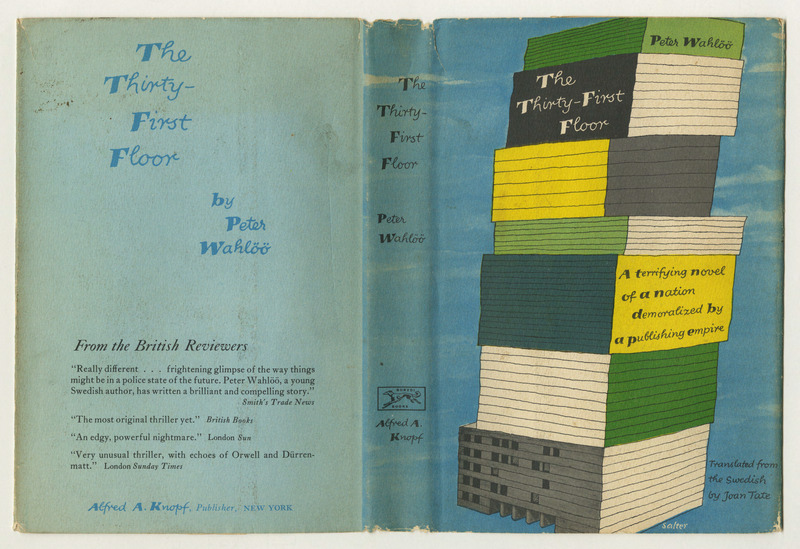 The
Thirty-
First
Floor
by
Peter
Wahlöö
From the British Reviewers
“Really different . . . frightening glimpse of the way things
might be in a police state of the future. Peter Wahlöö, a young
Swedish author, has written a brilliant and compelling story.”
Smith's Trade News
“The most original thriller yet.” British Books
“An edgy, powerful nightmare.” London Sun
“Very unusual thriller, with echoes of Orwell and Dürren-
matt.” London Sunday Times
Alfred A. Knopf, Publisher, NEW YORK
The
Thirty-
First
Floor
Peter
Wahlöö
BORZOI
BOOKS
Alfred A.
Knopf
Peter Wahlöö
The
Thirty-First
Floor
A terrifying novel
of a nation
demoralized by
a publishing empire
Translated from
the Swedish
by Joan Tate
Salter